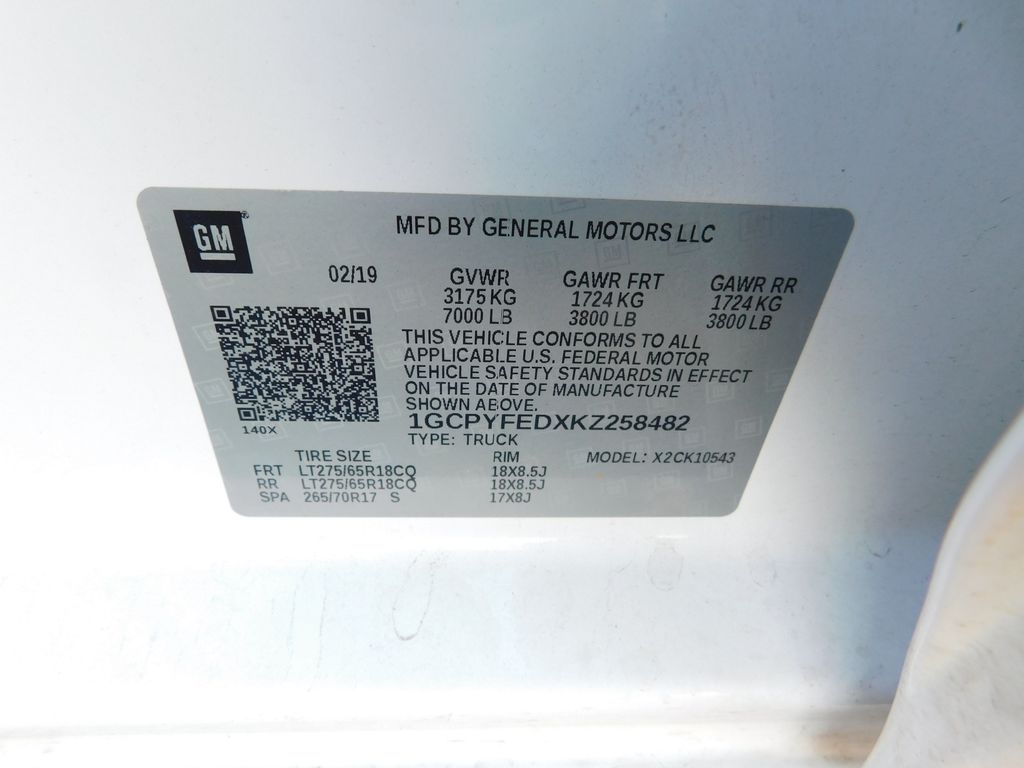 GM
MFD BY GENERAL MOTORS LLC
02/19 GVWR GAWR FRT GAWR RR
3175 KG 1724 KG 1724 KG
7000 LB 3800 LB 3800 LB
THIS VEHICLE CONFORMS TO ALL
APPLICABLE U.S. FEDERAL MOTOR
VEHICLE SAFETY STANDARDS IN EFFECT
ON THE DATE OF MANUFACTURE
SHOWN ABOVE.
140X
1GCPYFEDXKZ258482
TYPE: TRUCK
TIRE SIZE RIM MODEL: X2CK10543
FRT LT275/65R18CQ 18X8.5J
RR LT275/65R18CQ 18X8.5J
SPA 265/70R17 S 17X8J